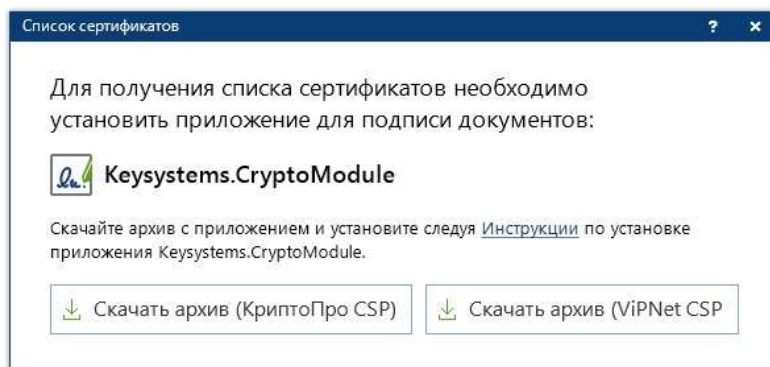 Список сертификатов ? ×
Для получения списка сертификатов необходимо
установить приложение для подписи документов:
Keysystems.CryptoModule
Скачайте архив с приложением и установите следуя Инструкции по установке
приложения Keysystems.CryptoModule.
Скачать архив (КриптоПро CSP) Скачать архив (ViPNet CSP